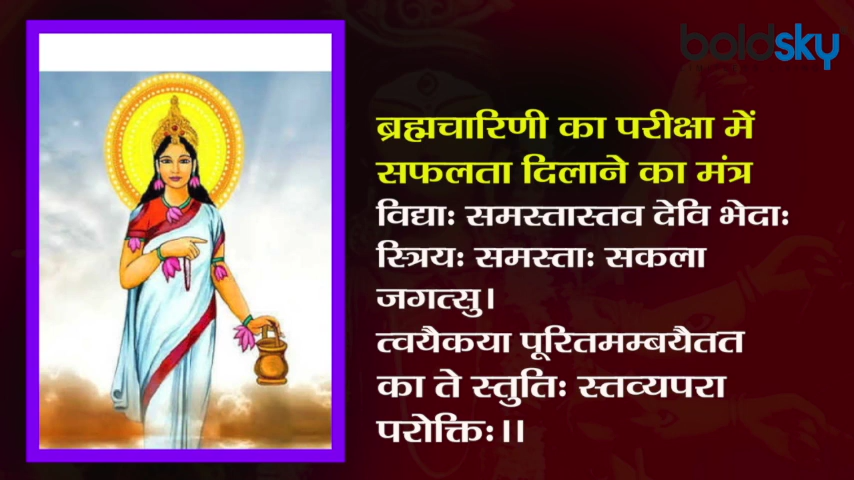 boldsky
ब्रह्मचारिणी का परीक्षा में
सफलता दिलाने का मंत्र
विद्याः समस्तास्तव देवि भेदाः
स्त्रियः समस्ताः सकला
जगत्सु।
त्वयैकया पूरितमम्बयैतत
का ते स्तुतिः स्तव्यपरा
परोक्तिः।।